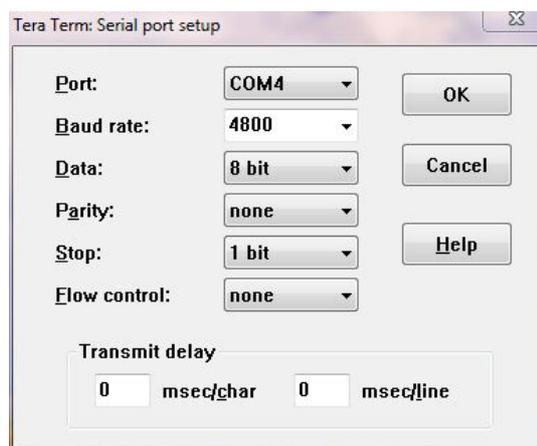 Tera Term: Serial port setup
Port: COM4
OK
Baud rate: 4800
Data: 8 bit
Cancel
Parity: none
Stop: 1 bit
Help
Flow control: none
Transmit delay
0 msec/char 0 msec/line